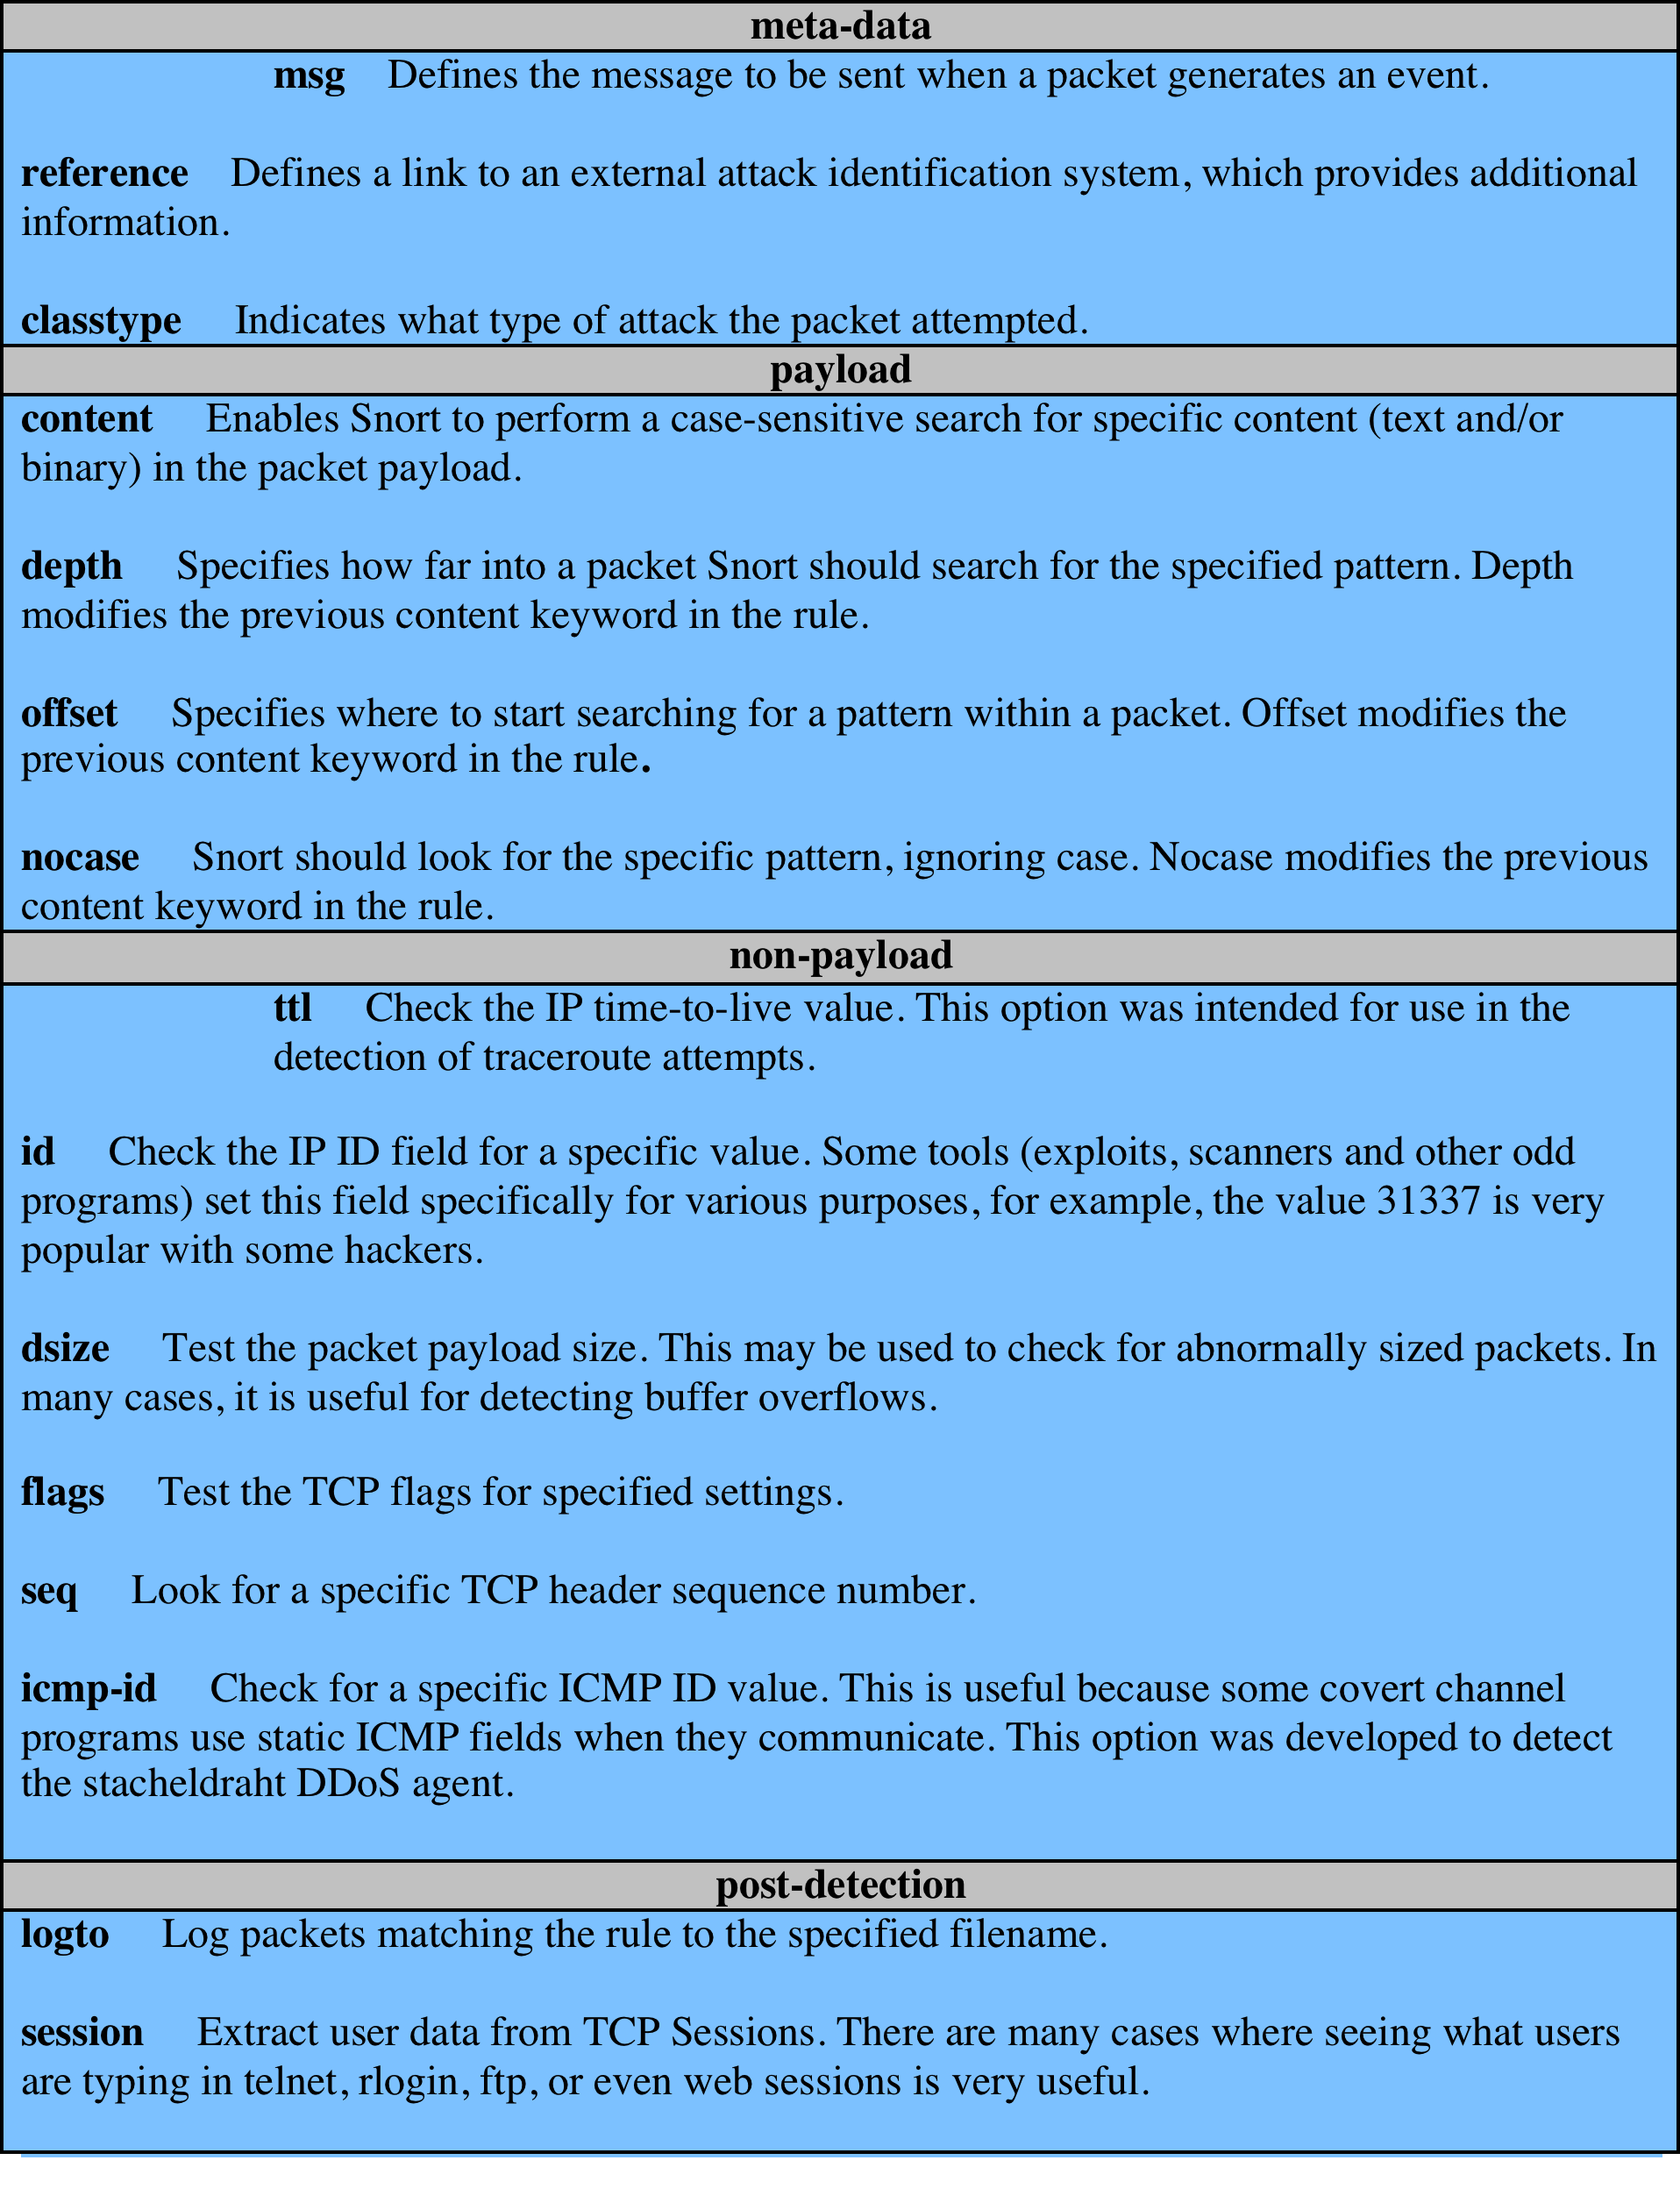 meta-data
msg Defines the message to be sent when a packet generates an event.
reference Defines a link to an external attack identification system, which provides additional
information.
classtype Indicates what type of attack the packet attempted.
payload
content Enables Snort to perform a case-sensitive search for specific content (text and/or
binary) in the packet payload.
depth Specifies how far into a packet Snort should search for the specified pattern. Depth
modifies the previous content keyword in the rule.
offset Specifies where to start searching for a pattern within a packet. Offset modifies the
previous content keyword in the rule.
nocase Snort should look for the specific pattern, ignoring case. Nocase modifies the previous
content keyword in the rule.
non-payload
ttl Check the IP time-to-live value. This option was intended for use in the
detection of traceroute attempts.
id Check the IP ID field for a specific value. Some tools (exploits, scanners and other odd
programs) set this field specifically for various purposes, for example, the value 31337 is very
popular with some hackers.
dsize Test the packet payload size. This may be used to check for abnormally sized packets. In
many cases, it is useful for detecting buffer overflows.
flags Test the TCP flags for specified settings.
seq Look for a specific TCP header sequence number.
icmp-id Check for a specific ICMP ID value. This is useful because some covert channel
programs use static ICMP fields when they communicate. This option was developed to detect
the stacheldraht DDoS agent.
post-detection
logto Log packets matching the rule to the specified filename.
session Extract user data from TCP Sessions. There are many cases where seeing what users
are typing in telnet, rlogin, ftp, or even web sessions is very useful.